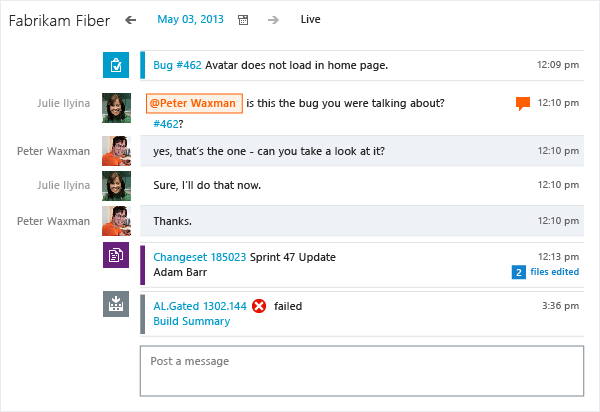 Fabrikam Fiber May 03, 2013 Live
Bug #462 Avatar does not load in home page. 12:09 pm
Julie Ilyina @Peter Waxman is this the bug you were talking about? 12:10 pm
#462?
Peter Waxman yes, that's the one - can you take a look at it? 12:10 pm
Julie Ilyina Sure, I'll do that now. 12:10 pm
Peter Waxman Thanks. 12:10 pm
Changeset 185023 Sprint 47 Update 12:13 pm
Adam Barr 2 files edited
AL.Gated 1302.144 failed 3:36 pm
Build Summary
Post a message